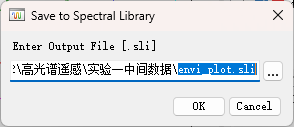 Save to Spectral Library
Enter Output File [.sli]
:\高光谱遥感\实验一中间数据\envi_plot.sli ...
OK Cancel